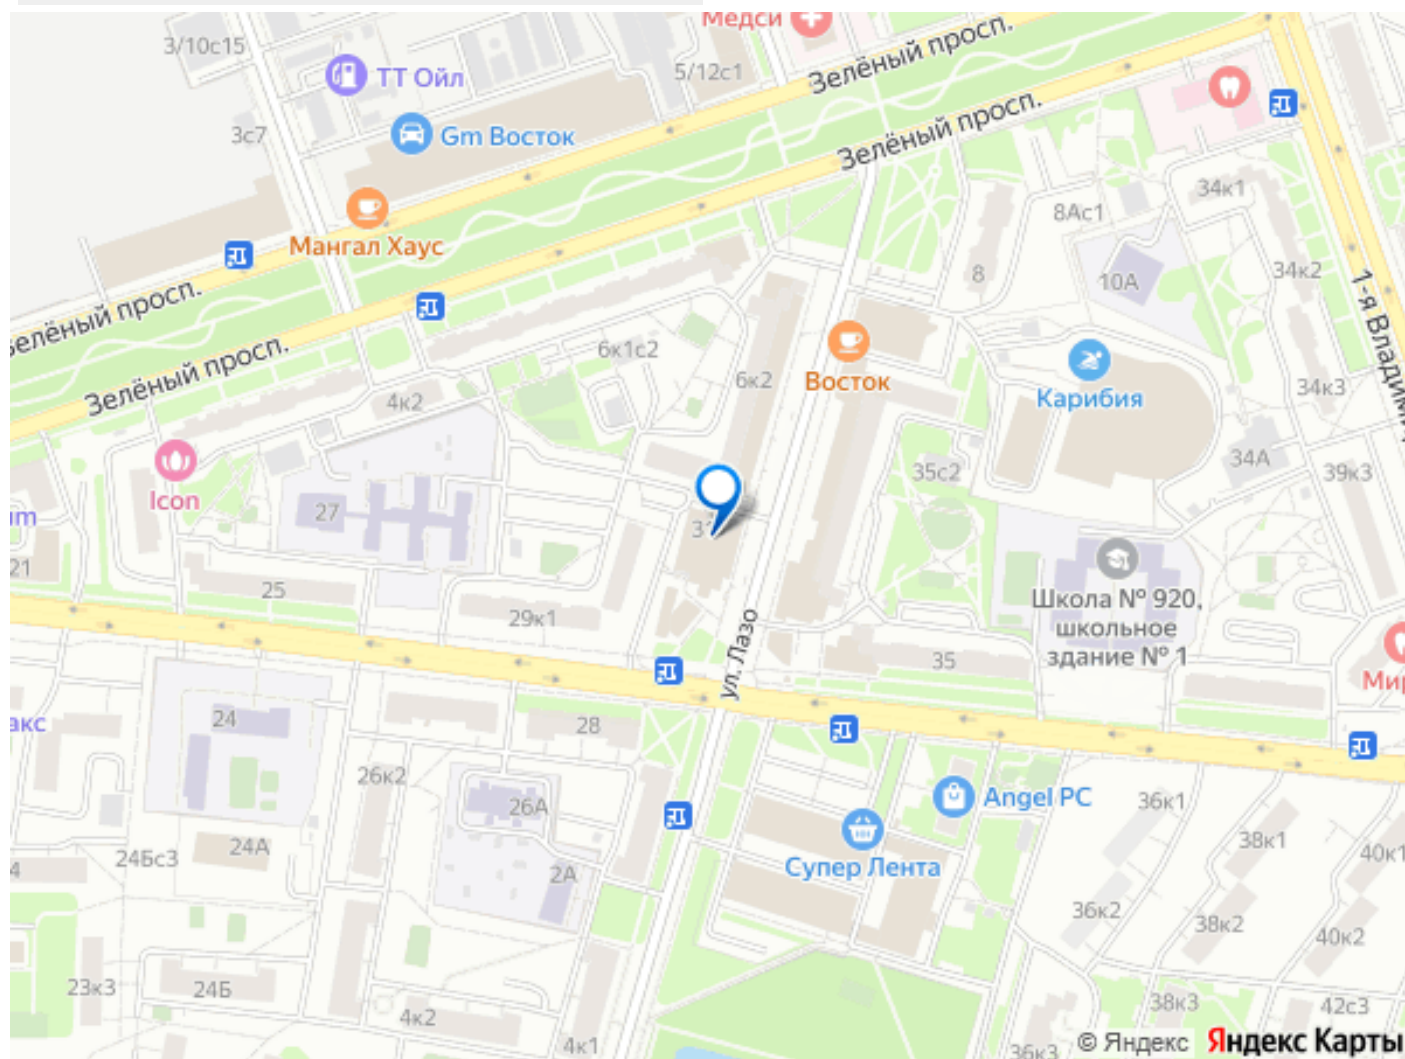 Медси
3/10с15
Зелёный просп.
ТТ Ойл
5/12с1
3с7
Gm Восток
Зелёный просп.
34к1
8Ас1
Мангал Хаус
34к2
8
10А
Зелёный просп.
1-я Владими
6к1с2
Зелёный просп.
6к2
Восток
34к3
4к2
Карибия
34А
35с2
39к3
Icon
27
21
25
Школа № 920,
школьное
здание № 1
29к1
ул. Лазо
35
Мир
24
28
26к2
Angel PC
36к1
26А
24Бс3
24А
Супер Лента
38к1
40к1
2А
36к2
38к2
40к2
23к3
24Б
4к2
38к3
42с3
4к1
36к3
© Яндекс Яндекс Карты